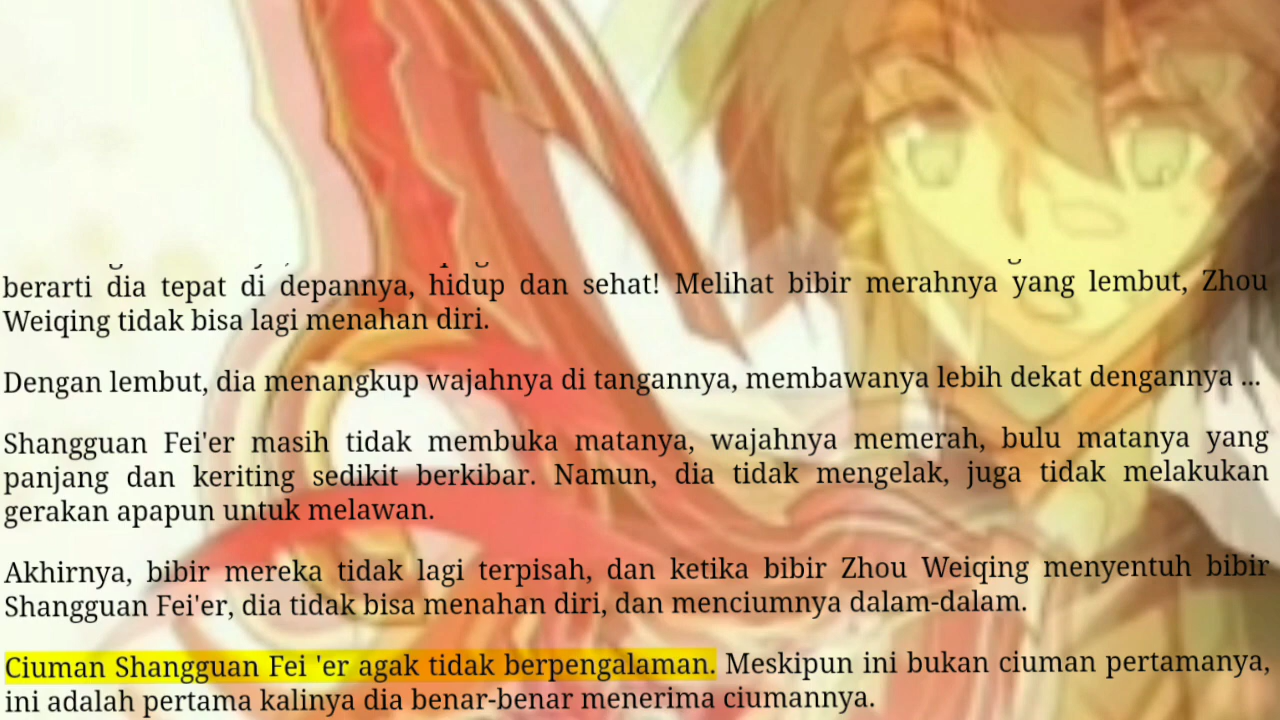 berarti dia tepat di depannya, hidup dan sehat! Melihat bibir merahnya yang lembut, Zhou
Weiqing tidak bisa lagi menahan diri.
Dengan lembut, dia menangkup wajahnya di tangannya, membawanya lebih dekat dengannya ...
Shangguan Fei'er masih tidak membuka matanya, wajahnya memerah, bulu matanya yang
panjang dan keriting sedikit berkibar. Namun, dia tidak mengelak, juga tidak melakukan
gerakan apapun untuk melawan.
Akhirnya, bibir mereka tidak lagi terpisah, dan ketika bibir Zhou Weiqing menyentuh bibir
Shangguan Fei'er, dia tidak bisa menahan diri, dan menciumnya dalam-dalam.
Ciuman Shangguan Fei 'er agak tidak berpengalaman. Meskipun ini bukan ciuman pertamanya,
ini adalah pertama kalinya dia benar-benar menerima ciumannya.